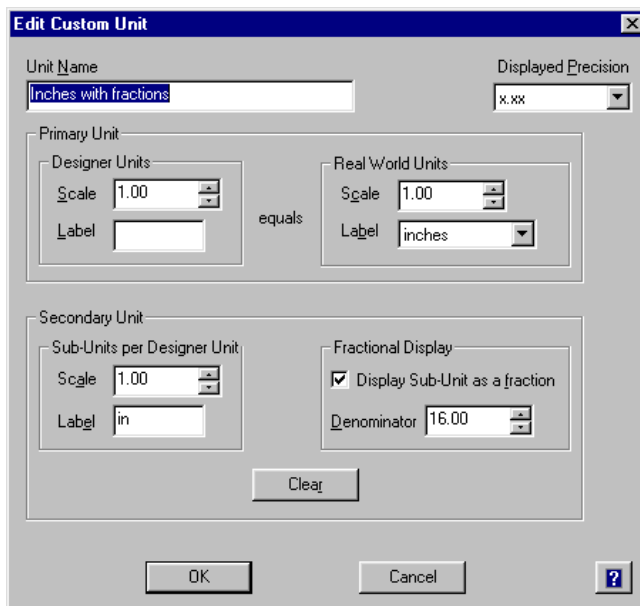 Edit Custom Unit
Unit Name
Displayed Precision
Inches with fractions
x.xx
Primary Unit
Designer Units
Real World Units
Scale 1.00
Scale 1.00
equals
Label
Label inches
Secondary Unit
Sub-Units per Designer Unit
Fractional Display
Scale 1.00
Display Sub-Unit as a fraction
Label in
Denominator 16.00
Clear
OK
Cancel
?